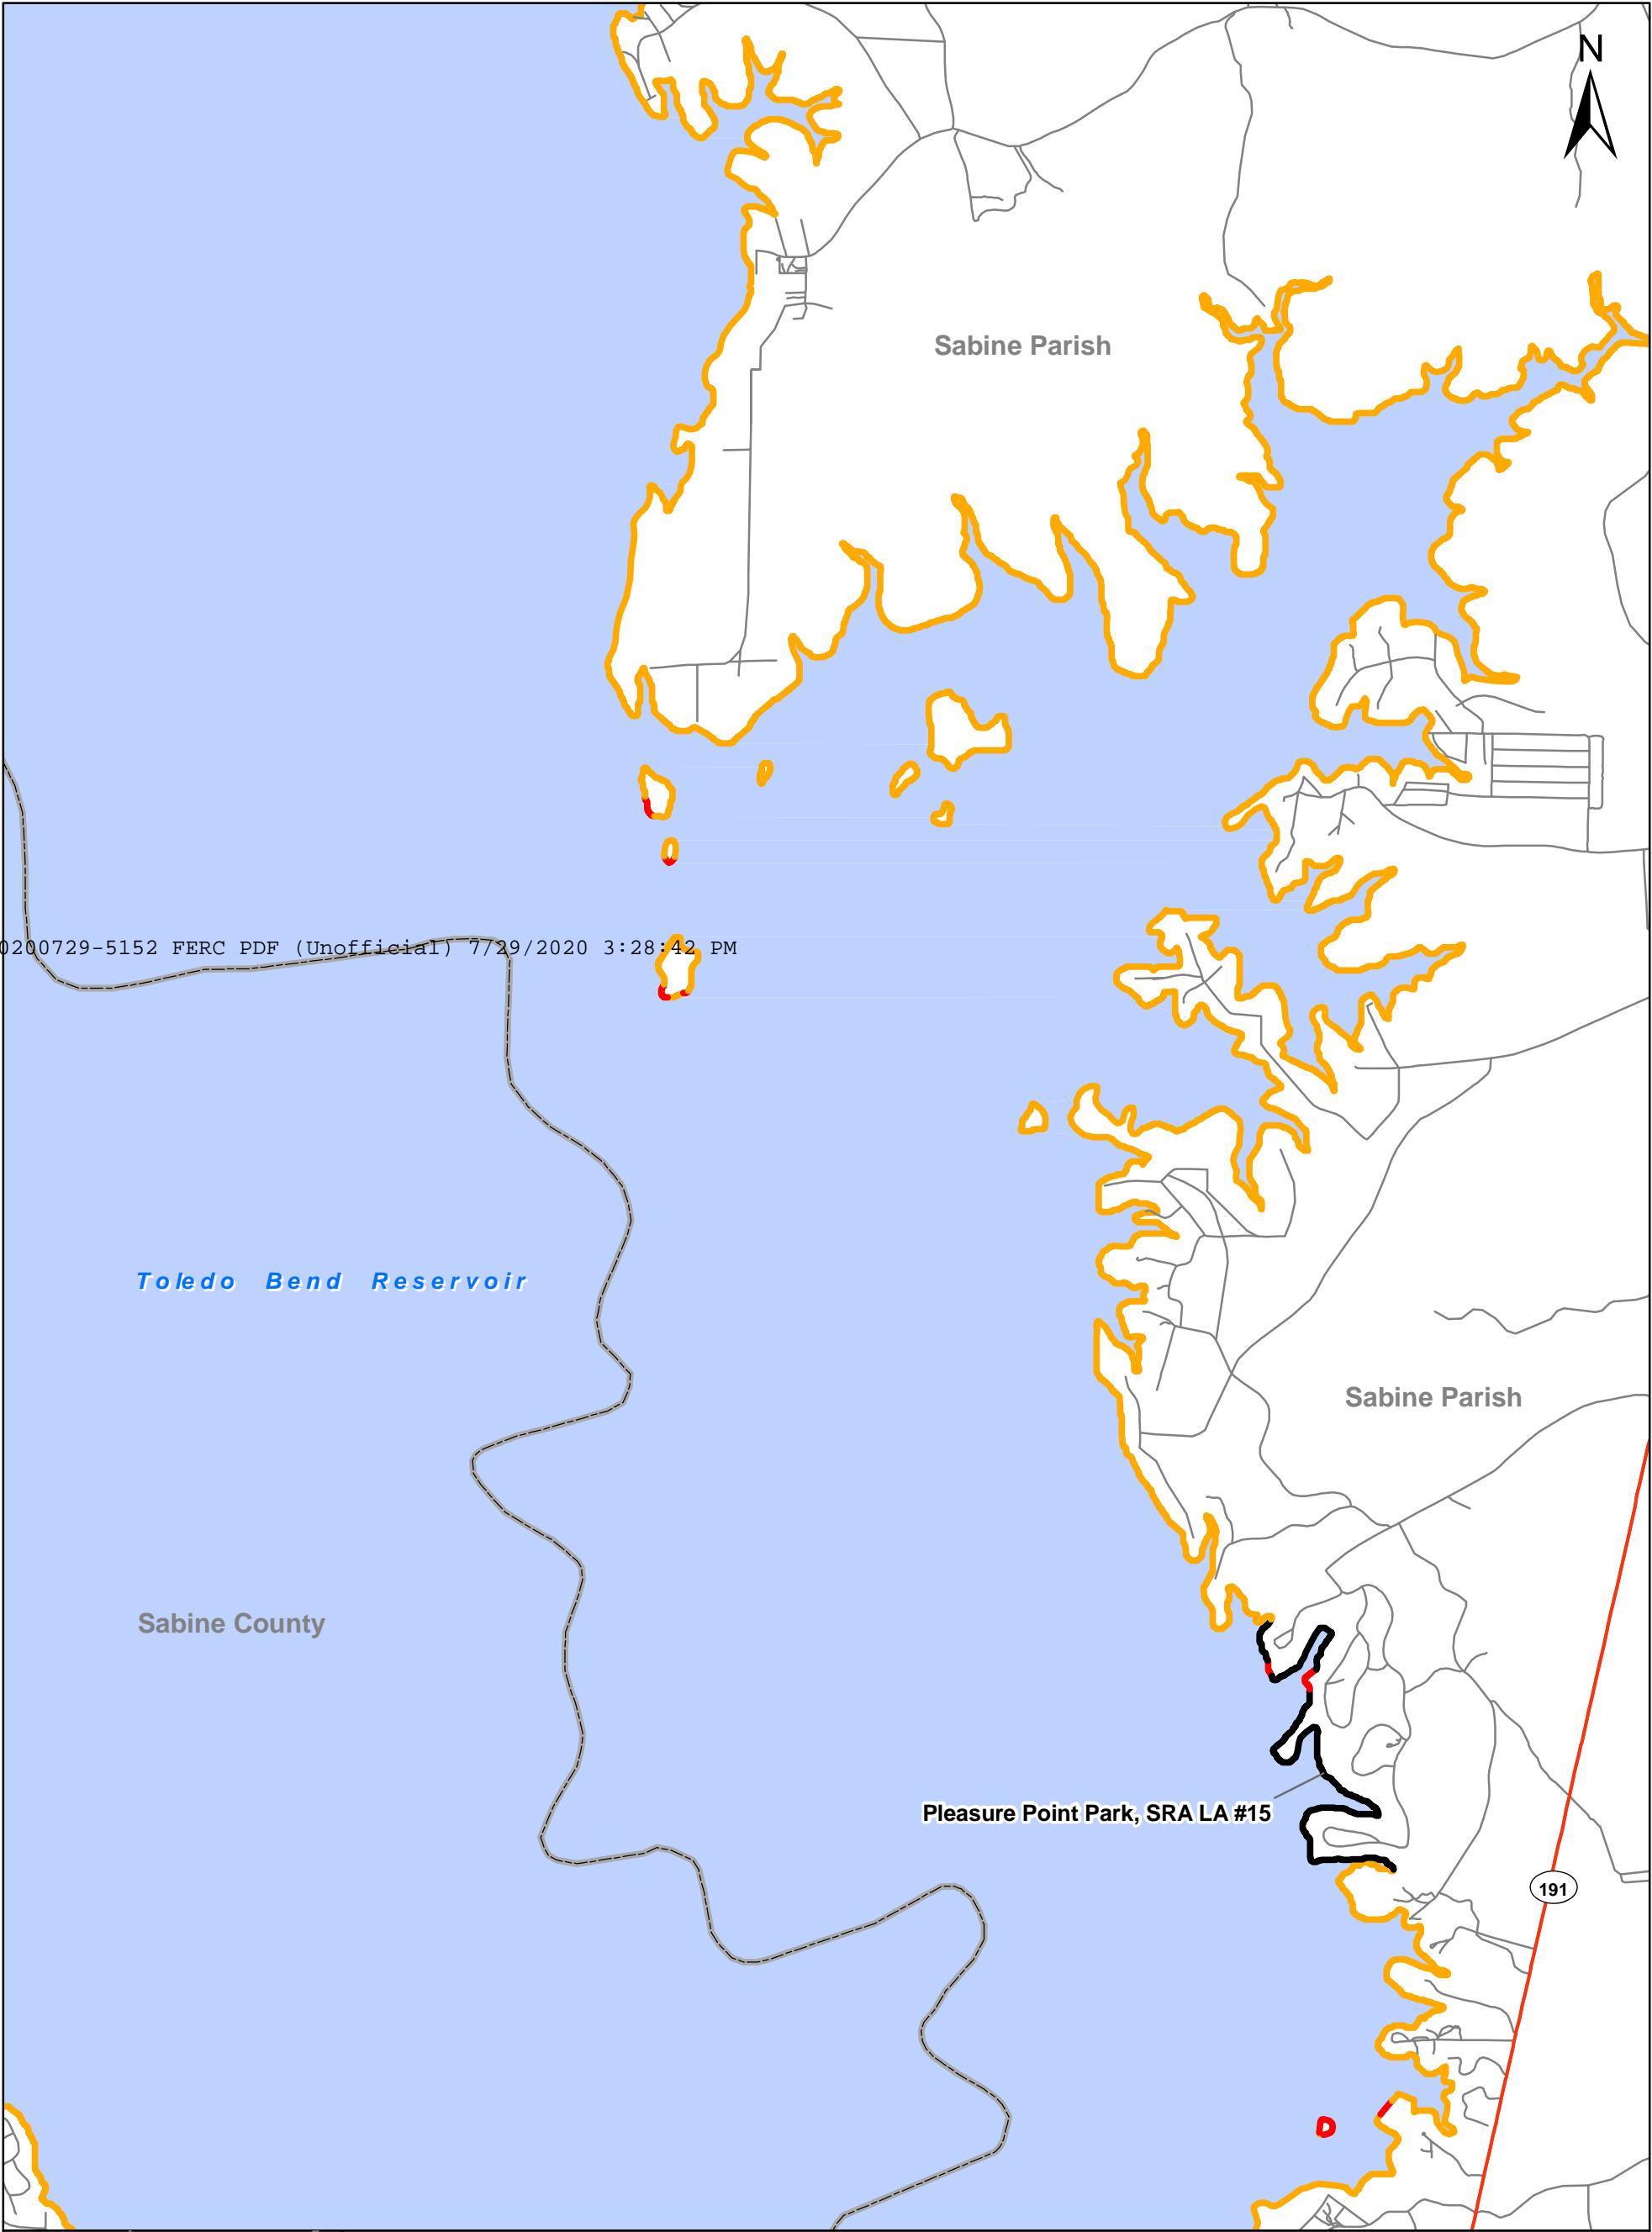 N
Sabine Parish
0200729-5152 FERC PDF (Unofficial) 7/29/2020 3:28:42 PM
Toledo Bend Reservoir
Sabine Parish
Sabine County
Pleasure Point Park, SRA LA #15
191